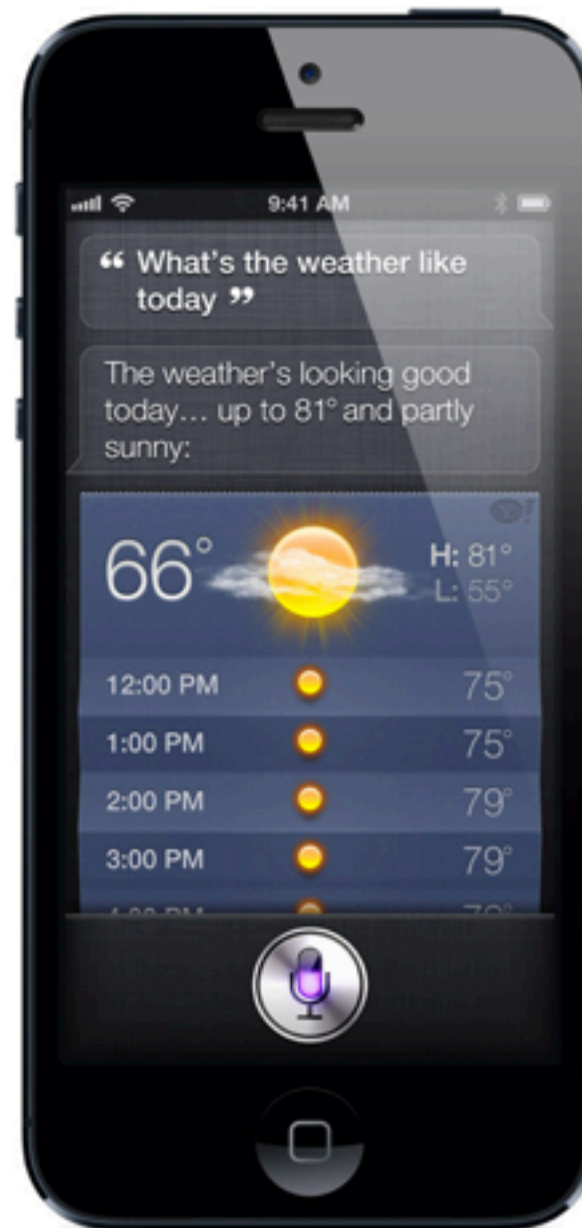 9:41 AM
“ What's the weather like
today ”
The weather's looking good
today... up to 81° and partly
sunny:
66°
H: 81°
L: 55°
12:00 PM 75°
1:00 PM 75°
2:00 PM 79°
3:00 PM 79°